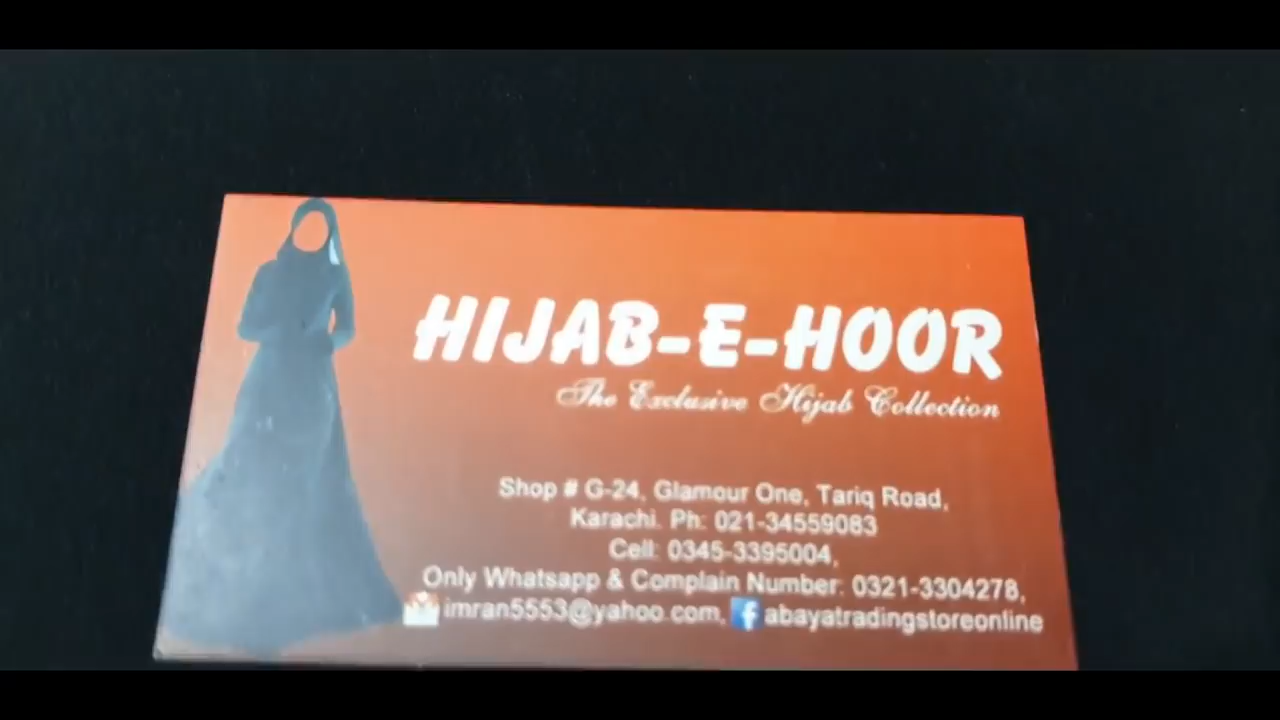 HIJAB-E-HOOR
The Exclusive Hijab Collection
Shop # G-24, Glamour One, Tariq Road,
Karachi. Ph: 021-34559083
Cell: 0345-3395004,
Only Whatsapp & Complain Number: 0321-3304278,
imran5553@yahoo.com, f abayatradingstoreonline